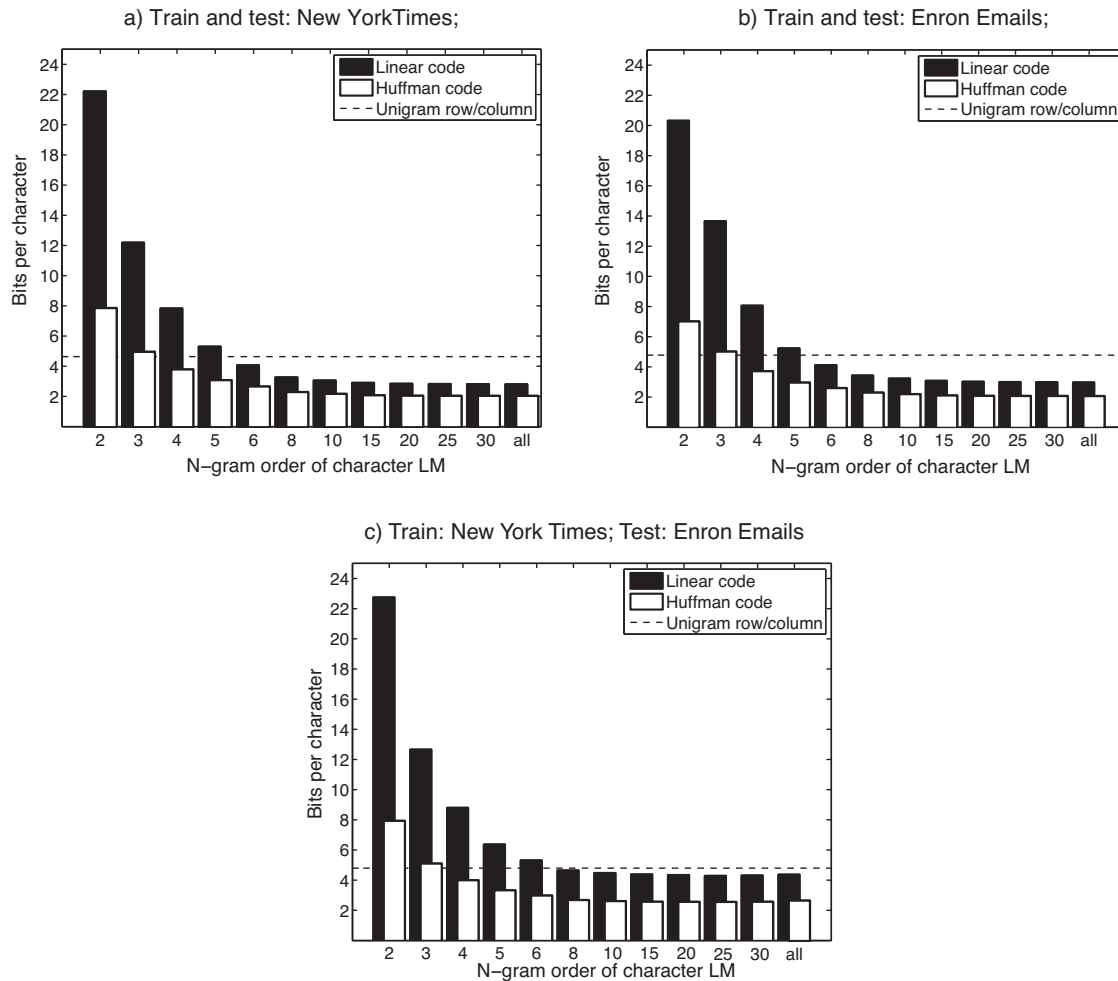 a) Train and test: New YorkTimes;
24
22
20
18
16
14
12
10
8
6
4
2
Bits per character
Linear code
Huffman code
Unigram row/column
2 3 4 5 6 8 10 15 20 25 30 all
N-gram order of character LM
b) Train and test: Enron Emails;
24
22
20
18
16
14
12
10
8
6
4
2
Bits per character
Linear code
Huffman code
Unigram row/column
2 3 4 5 6 8 10 15 20 25 30 all
N-gram order of character LM
c) Train: New York Times; Test: Enron Emails
24
22
20
18
16
14
12
10
8
6
4
2
Bits per character
Linear code
Huffman code
Unigram row/column
2 3 4 5 6 8 10 15 20 25 30 all
N-gram order of character LM